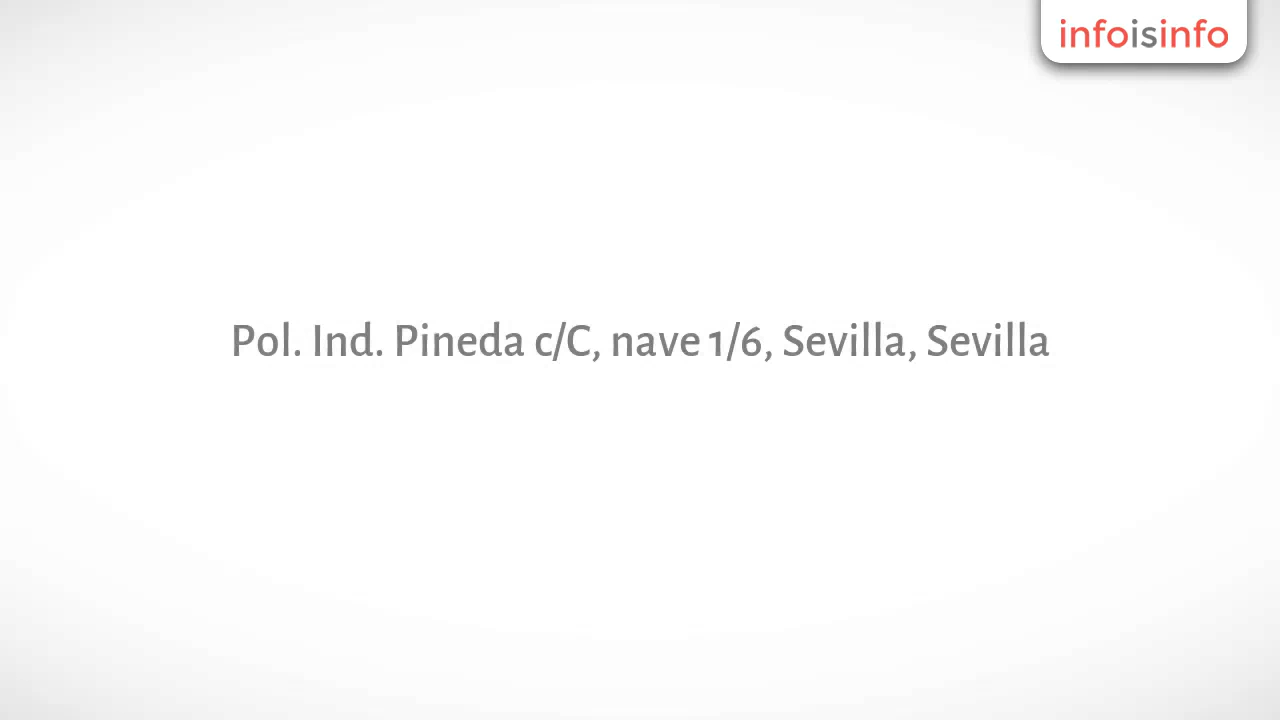 infoisinfo
Pol. Ind. Pineda c/C, nave 1/6, Sevilla, Sevilla